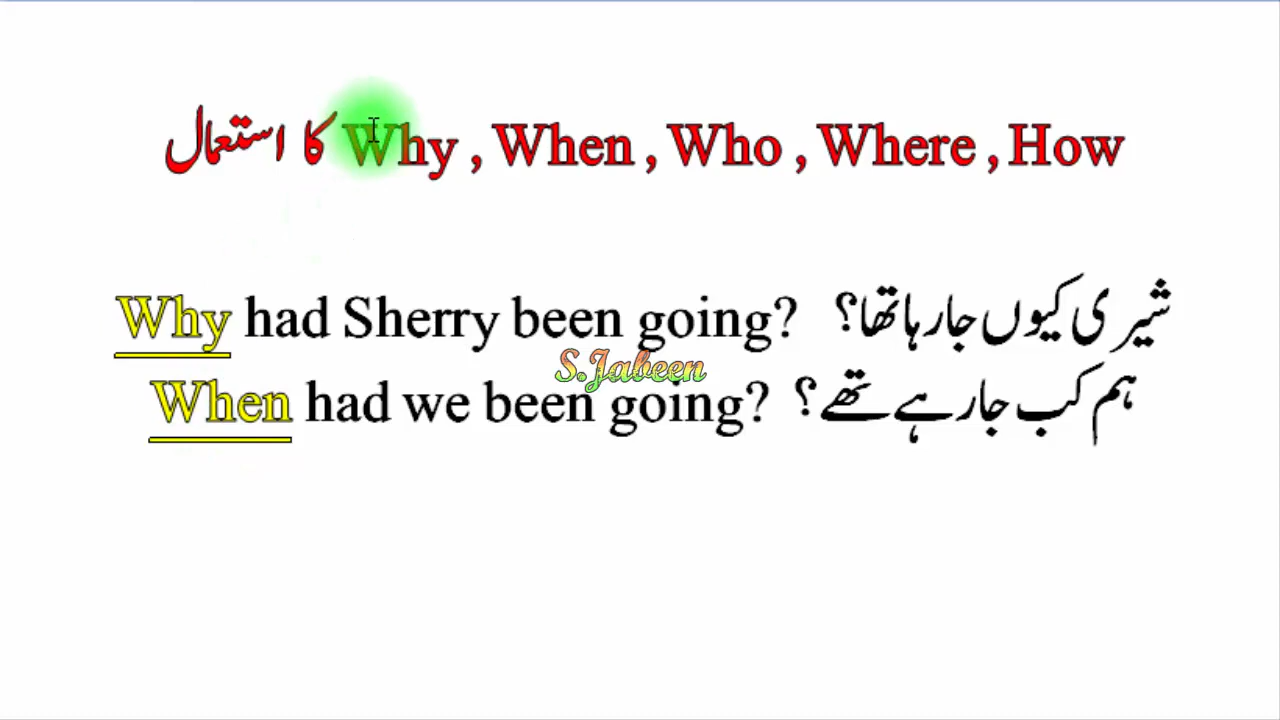 Why , When , Who , Where , How کا استعمال
Why had Sherry been going? شیری کیوں جا رہا تھا؟
S.Jabeen
When had we been going? ہم کب جا رہے تھے؟